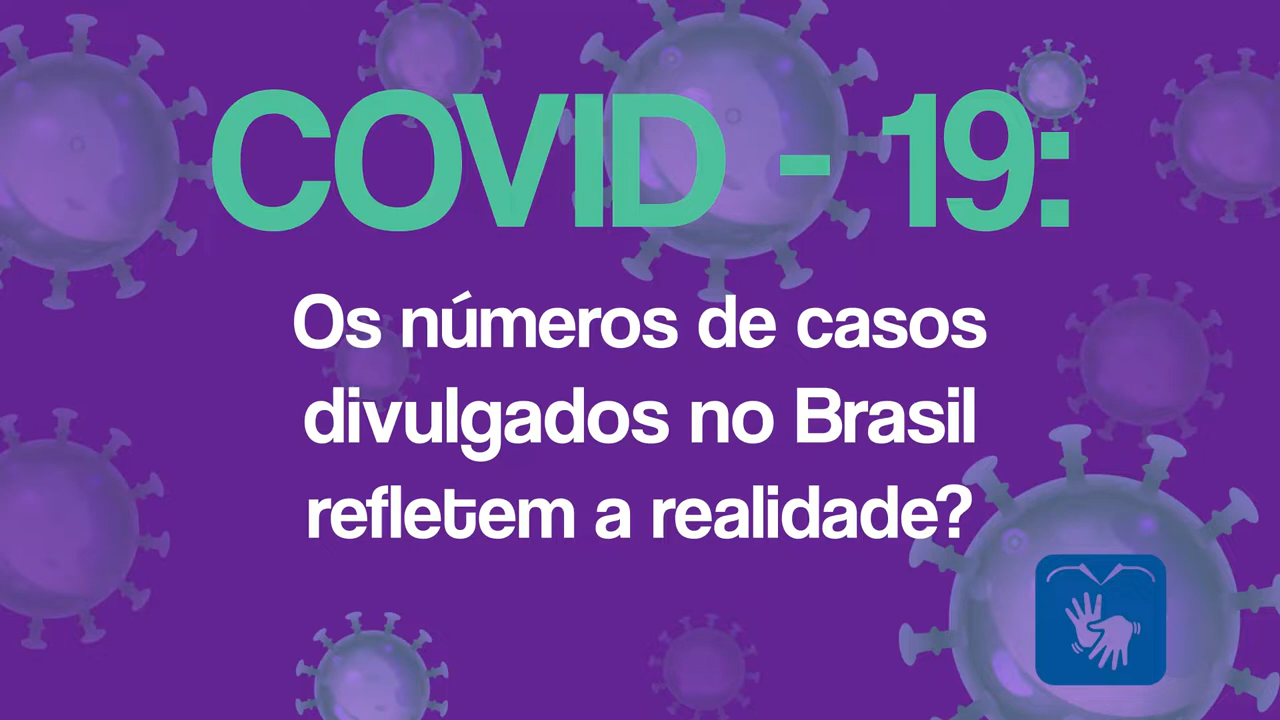 COVID - 19:
Os números de casos
divulgados no Brasil
refletem a realidade?